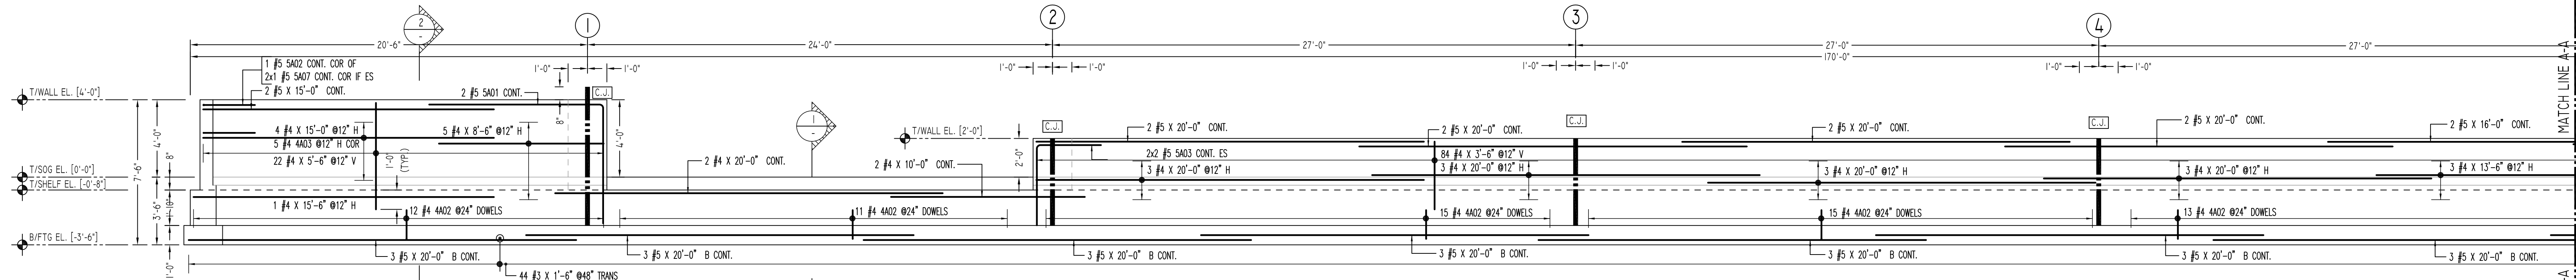 2
-
1
2
3
4
20'-6"
24'-0"
27'-0"
27'-0"
27'-0"
170'-0"
1'-0"
1'-0"
1'-0"
1'-0"
1'-0"
1'-0"
1'-0"
1'-0"
MATCH LINE A-A
1 #5 5A02 CONT. COR OF
2x1 #5 5A07 CONT. COR IF ES
2 #5 X 15'-0" CONT.
2 #5 5A01 CONT.
C.J.
T/WALL EL. [4'-0"]
8"
4'-0"
4'-0"
7'-6"
8"
4 #4 X 15'-0" @12" H
5 #4 4A03 @12" H COR
22 #4 X 5'-6" @12" V
5 #4 X 8'-6" @12" H
1'-0"
(TYP.)
T/SOG EL. [0'-0"]
T/SHELF EL. [-0'-8"]
1
-
T/WALL EL. [2'-0"]
2'-0"
C.J.
C.J.
C.J.
2 #5 X 20'-0" CONT.
2 #5 X 20'-0" CONT.
2 #5 X 20'-0" CONT.
2 #5 X 20'-0" CONT.
2 #5 X 16'-0" CONT.
2x2 #5 5A03 CONT. ES
84 #4 X 3'-6" @12" V
2 #4 X 20'-0" CONT.
2 #4 X 10'-0" CONT.
3 #4 X 20'-0" @12" H
3 #4 X 20'-0" @12" H
3 #4 X 20'-0" @12" H
3 #4 X 20'-0" @12" H
3 #4 X 13'-6" @12" H
3'-6"
1'-10"
1 #4 X 15'-6" @12" H
12 #4 4A02 @24" DOWELS
11 #4 4A02 @24" DOWELS
15 #4 4A02 @24" DOWELS
15 #4 4A02 @24" DOWELS
13 #4 4A02 @24" DOWELS
B/FTG EL. [-3'-6"]
1'-0"
3 #5 X 20'-0" B CONT.
3 #5 X 20'-0" B CONT.
3 #5 X 20'-0" B CONT.
3 #5 X 20'-0" B CONT.
3 #5 X 20'-0" B CONT.
3 #5 X 20'-0" B CONT.
3 #5 X 20'-0" B CONT.
44 #3 X 1'-6" @48" TRANS
A-A